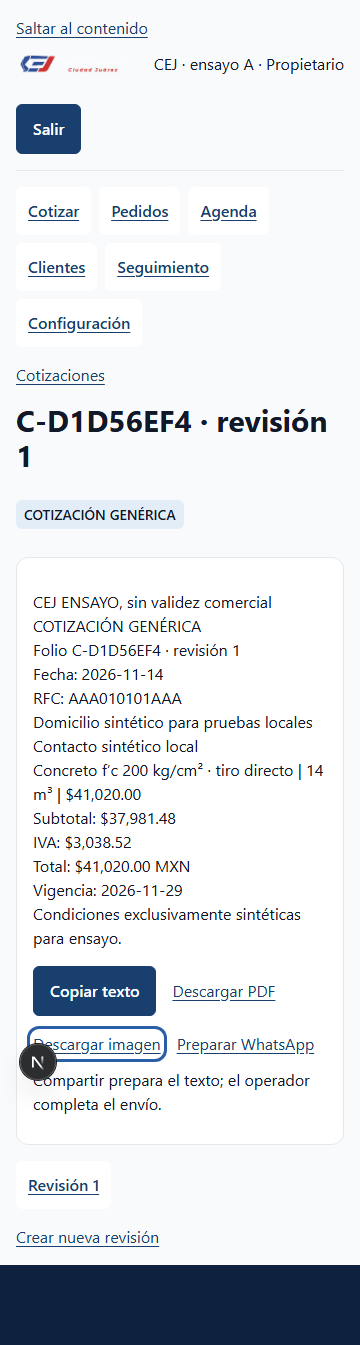 Saltar al contenido
CEJ
Ciudad Juárez
CEJ · ensayo A · Propietario
Salir
Cotizar
Pedidos
Agenda
Clientes
Seguimiento
Configuración
Cotizaciones
C-D1D56EF4 · revisión
1
COTIZACIÓN GENÉRICA
CEJ ENSAYO, sin validez comercial
COTIZACIÓN GENÉRICA
Folio C-D1D56EF4 · revisión 1
Fecha: 2026-11-14
RFC: AAA010101AAA
Domicilio sintético para pruebas locales
Contacto sintético local
Concreto f’c 200 kg/cm² · tiro directo | 14
m³ | $41,020.00
Subtotal: $37,981.48
IVA: $3,038.52
Total: $41,020.00 MXN
Vigencia: 2026-11-29
Condiciones exclusivamente sintéticas
para ensayo.
Copiar texto
Descargar PDF
Descargar imagen
Preparar WhatsApp
N
Compartir prepara el texto; el operador
completa el envío.
Revisión 1
Crear nueva revisión